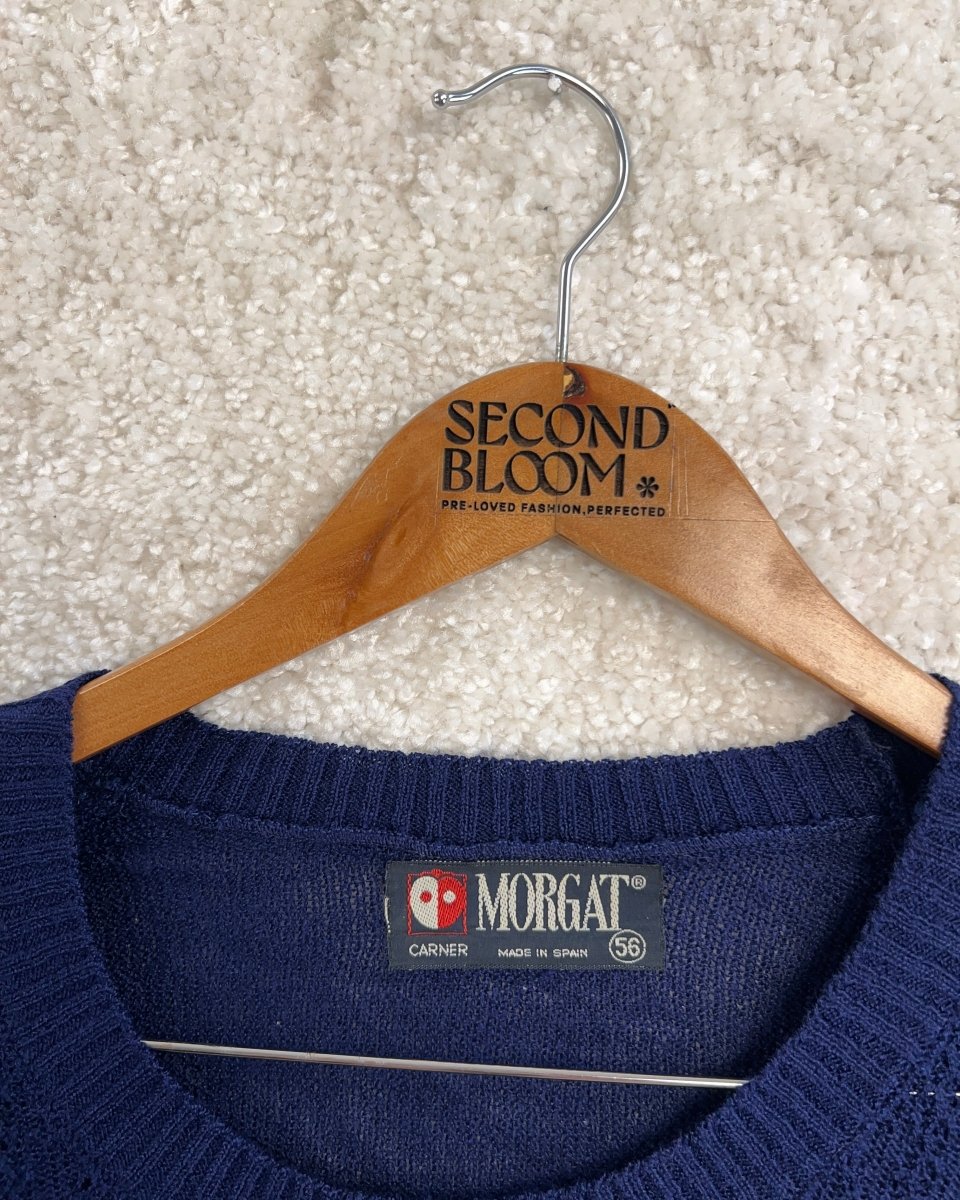 SECOND
BLOOM *
PRE-LOVED FASHION, PERFECTED
MORGAT®
CARNER MADE IN SPAIN 56